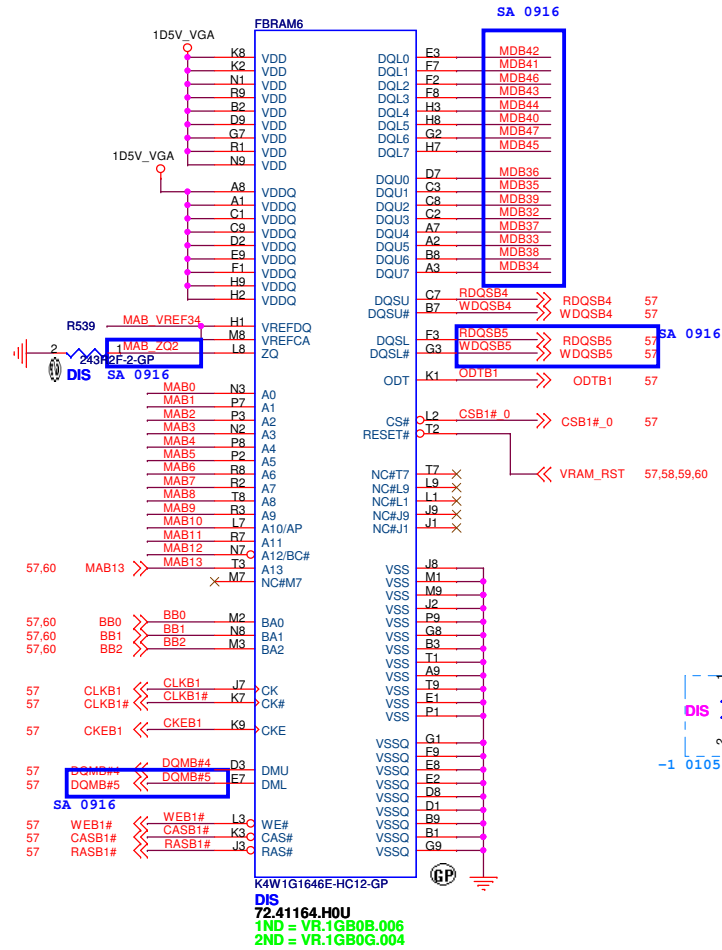 SA 0916
FBRAM6
1D5V_VGA
K8 VDD DQL0 E3 MDB42
K2 VDD DQL1 F7 MDB41
N1 VDD DQL2 F2 MDB46
R9 VDD DQL3 F8 MDB43
B2 VDD DQL4 H3 MDB44
D9 VDD DQL5 H8 MDB40
G7 VDD DQL6 G2 MDB47
R1 VDD DQL7 H7 MDB45
N9 VDD
1D5V_VGA
DQU0 D7 MDB36
A8 VDDQ DQU1 C3 MDB35
A1 VDDQ DQU2 C8 MDB39
C1 VDDQ DQU3 C2 MDB32
C9 VDDQ DQU4 A7 MDB37
D2 VDDQ DQU5 A2 MDB33
E9 VDDQ DQU6 B8 MDB38
F1 VDDQ DQU7 A3 MDB34
H9 VDDQ
H2 VDDQ
DQSU C7 RDQSB4 RDQSB4 57
DQSU# B7 WDQSB4 WDQSB4 57
R539 MAB_VREF34 H1 VREFDQ
M8 VREFCA DQSL F3 RDQSB5 RDQSB5 57 SA 0916
2 1 MAB_ZQ2 L8 ZQ DQSL# G3 WDQSB5 WDQSB5 57
243R2F-2-GP
DIS SA 0916
ODT K1 ODTB1 ODTB1 57
MAB0 N3 A0
MAB1 P7 A1
MAB2 P3 A2
MAB3 N2 A3
MAB4 P8 A4
MAB5 P2 A5
MAB6 R8 A6
MAB7 R2 A7
MAB8 T8 A8
MAB9 R3 A9
MAB10 L7 A10/AP
MAB11 R7 A11
MAB12 N7 A12/BC#
57,60 MAB13 MAB13 T3 A13
M7 NC#M7
CS# L2 CSB1#_0 CSB1#_0 57
RESET# T2
VRAM_RST 57,58,59,60
NC#T7 T7
NC#L9 L9
NC#L1 L1
NC#J9 J9
NC#J1 J1
57,60 BB0 BB0 M2 BA0
57,60 BB1 BB1 N8 BA1
57,60 BB2 BB2 M3 BA2
VSS J8
VSS M1
VSS M9
VSS J2
VSS P9
VSS G8
VSS B3
VSS T1
VSS A9
VSS T9
VSS E1
VSS P1
57 CLKB1 CLKB1 J7 CK
57 CLKB1# CLKB1# K7 CK#
57 CKEB1 CKEB1 K9 CKE
VSSQ G1
VSSQ F9
VSSQ E8
VSSQ E2
VSSQ D8
VSSQ D1
VSSQ B9
VSSQ B1
VSSQ G9
57 DQMB#4 DQMB#4 D3 DMU
57 DQMB#5 DQMB#5 E7 DML
SA 0916
57 WEB1# WEB1# L3 WE#
57 CASB1# CASB1# K3 CAS#
57 RASB1# RASB1# J3 RAS#
1
DIS
2
-1 0105
GP
K4W1G1646E-HC12-GP
DIS
72.41164.H0U
1ND = VR.1GB0B.006
2ND = VR.1GB0G.004